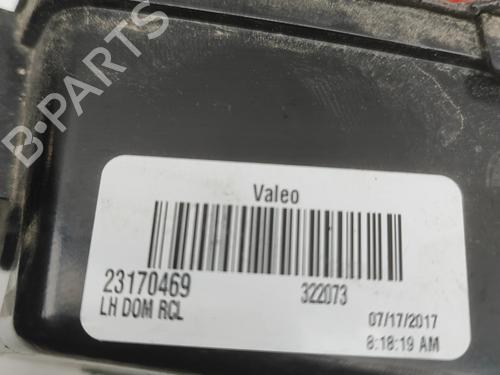 B-PARTS
Valeo
23170469 322073
LH DOM RCL
07/17/2017
8:18:19 AM